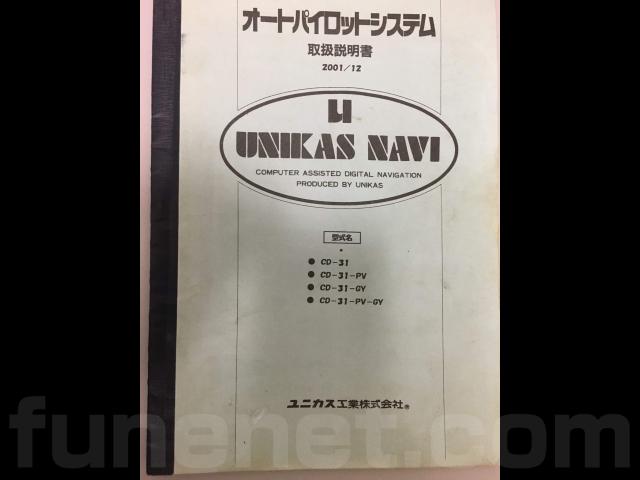 オートパイロットシステム
取扱説明書
2001/12
UNIKAS NAVI
COMPUTER ASSISTED DIGITAL NAVIGATION
PRODUCED BY UNIKAS
型式名
● CD-31
● CD-31-PV
● CD-31-GY
● CD-31-PV-GY
ユニカス工業株式会社
funenet.com